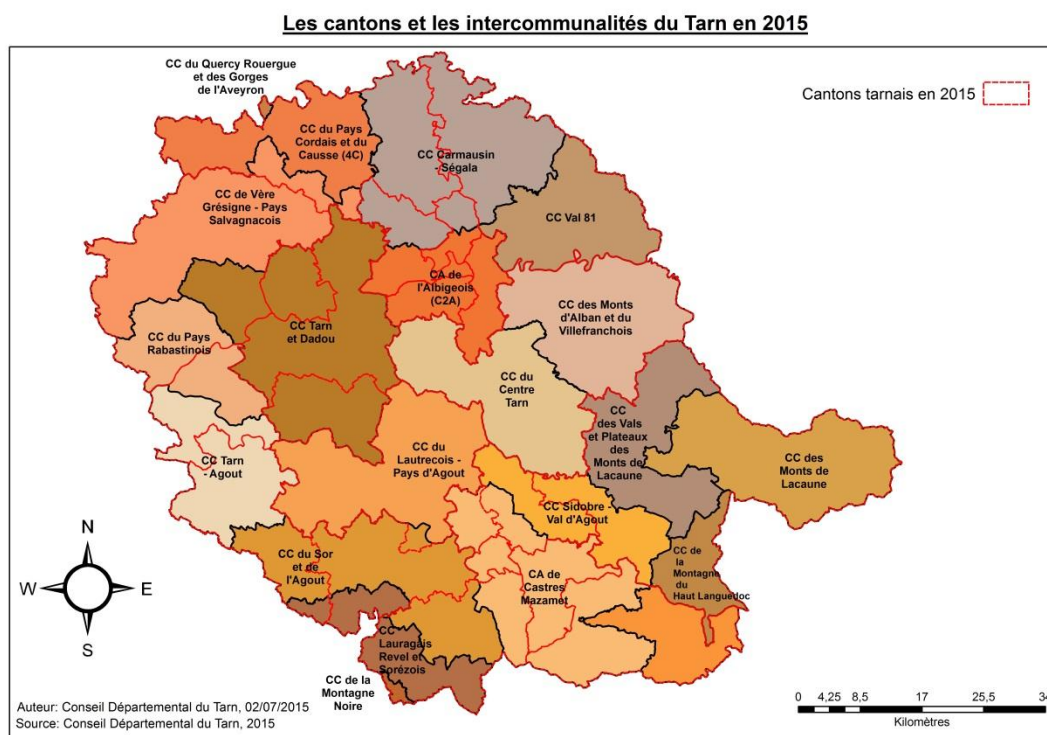 Les cantons et les intercommunalités du Tarn en 2015
CC du Quercy Rouergue
et des Gorges
de l'Aveyron
Cantons tarnais en 2015
CC du Pays
Cordais et du
Causse (4C)
CC Carmausin
- Ségala
CC de Vère
Grésigne - Pays
Salvagnacois
CC Val 81
CA de
l'Albigeois
(C2A)
CC des Monts
d'Alban et du
Villefranchois
CC Tarn
et Dadou
CC du Pays
Rabastinois
CC du
Centre
Tarn
CC
des Vals
et Plateaux
des
Monts de
Lacaune
CC des
Monts de
Lacaune
CC du
Lautrecois -
Pays d'Agout
CC Tarn
- Agout
CC Sidobre -
Val d'Agout
N
W
E
S
CC du Sor
et de
l'Agout
CA de
Castres
Mazamet
CC de
la
Montagne
du
Haut Languedoc
CC
Lauragais
Revel et
Sorézois
CC de la
Montagne
Noire
Auteur: Conseil Départemental du Tarn, 02/07/2015
Source: Conseil Départemental du Tarn, 2015
0 4,25 8,5 17 25,5 34
Kilomètres